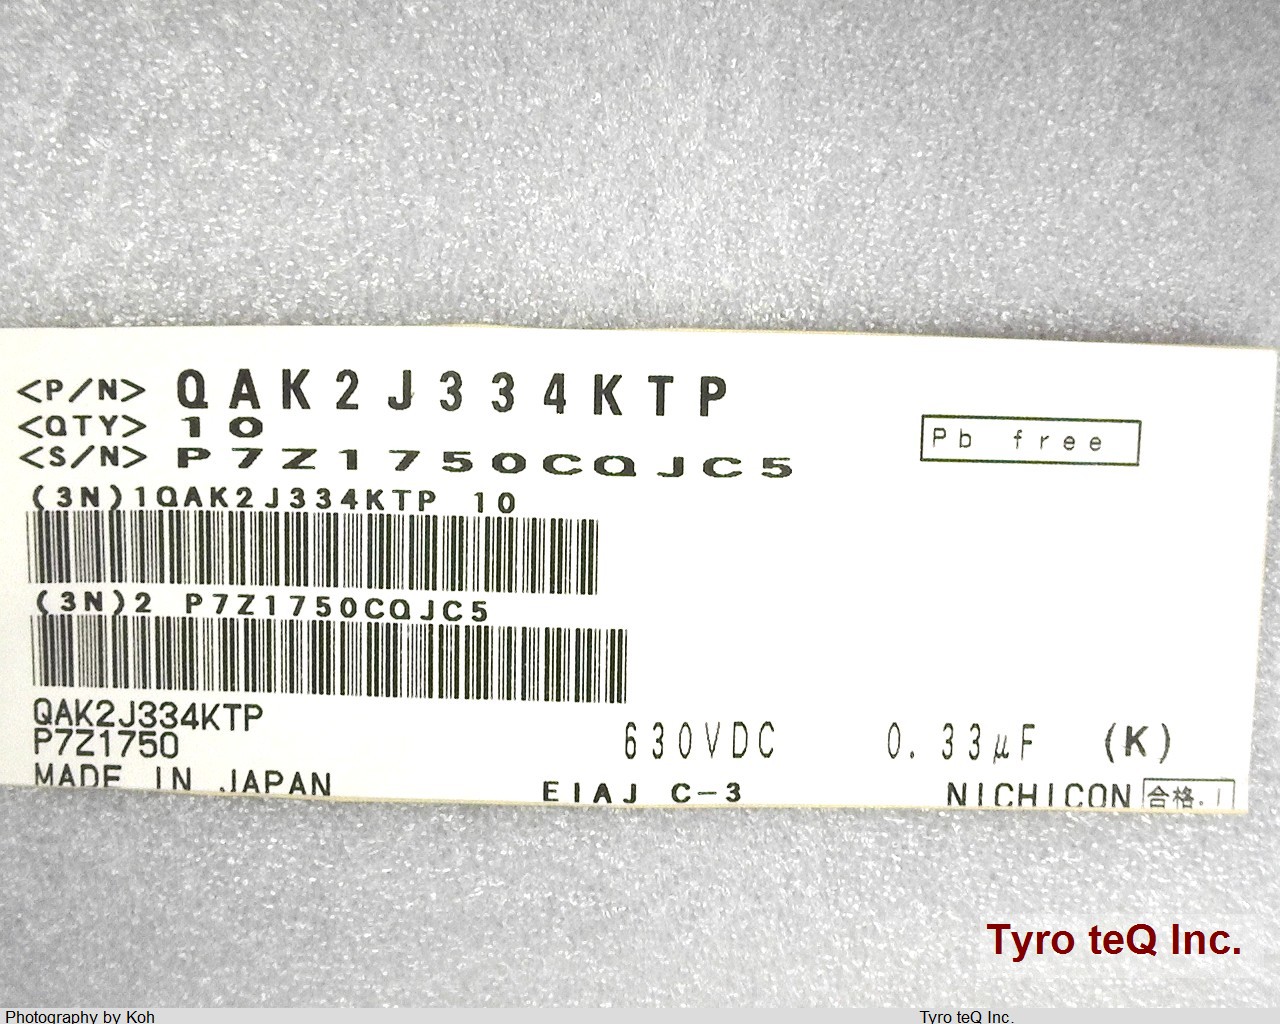 <P/N> QAK2J334KTP
<QTY> 10
<S/N> P7Z1750CQJC5
Pb free
(3N)1QAK2J334KTP 10
(3N)2 P7Z1750CQJC5
QAK2J334KTP
P7Z1750 630VDC 0.33μF (K)
MADE IN JAPAN EIAJ C-3 NICHICON 合格.
Tyro teQ Inc.
Photography by Koh Tyro teQ Inc.